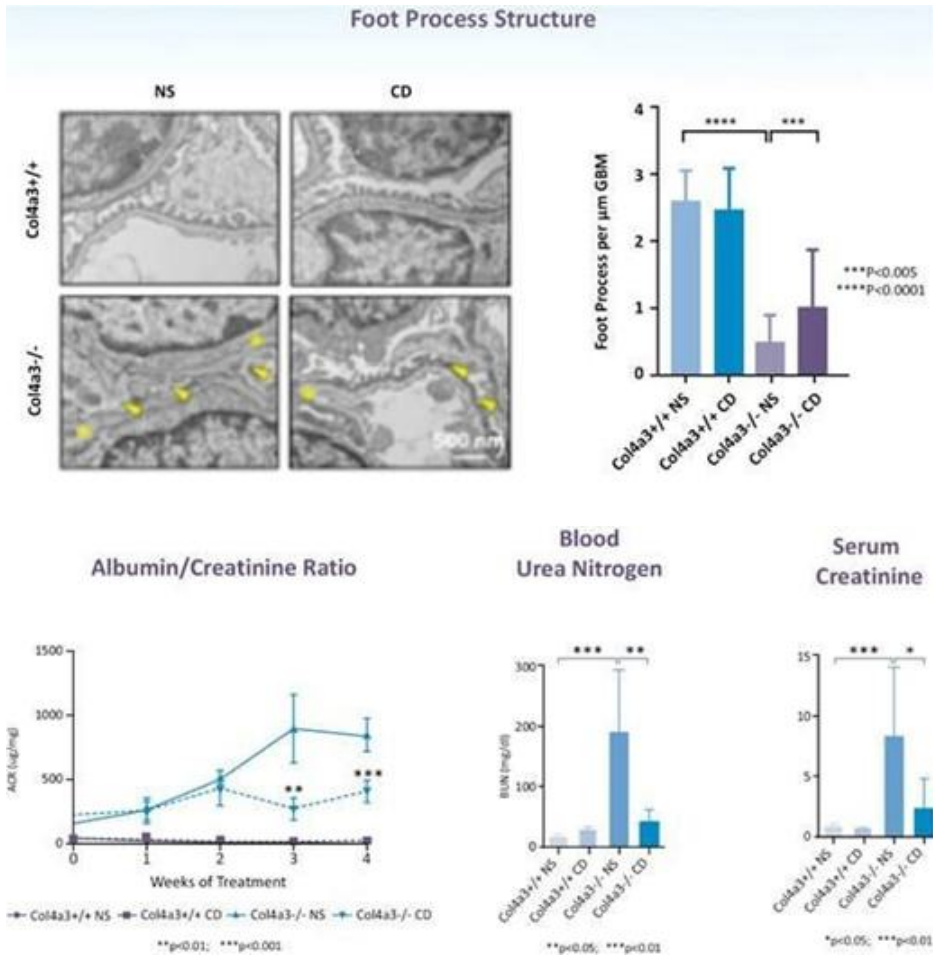 Foot Process Structure
NS
CD
Col4a3+/+
Col4a3-/-
500 nm
Foot Process per µm GBM
4
3
2
1
0
**** ***
Col4a3+/+ NS
Col4a3+/+ CD
Col4a3-/- NS
Col4a3-/- CD
***P<0.005
****P<0.0001
Albumin/Creatinine Ratio
ACR (ug/mg)
1500
1000
500
0
** ***
0 1 2 3 4
Weeks of Treatment
Col4a3+/+ NS Col4a3+/+ CD Col4a3-/- NS Col4a3-/- CD
**p<0.01; ***p<0.001
Blood
Urea Nitrogen
BUN (mg/dl)
300
200
100
0
*** **
Col4a3+/+ NS
Col4a3+/+ CD
Col4a3-/- NS
Col4a3-/- CD
**p<0.05; ***p<0.01
Serum
Creatinine
15
10
5
0
*** *
Col4a3+/+ NS
Col4a3+/+ CD
Col4a3-/- NS
Col4a3-/- CD
*p<0.05; ***p<0.01